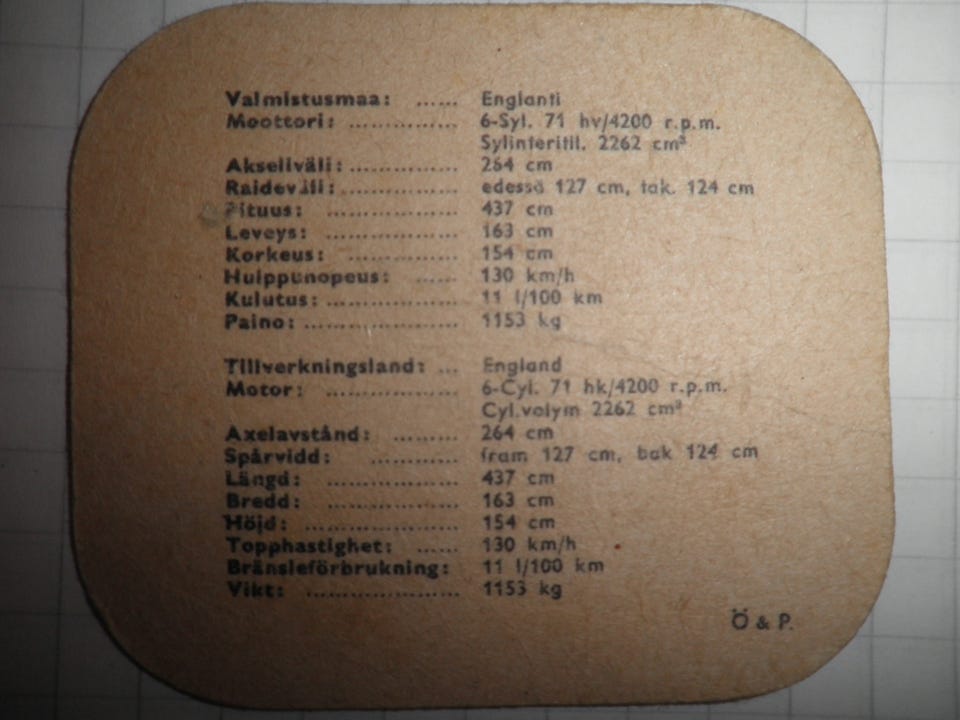 Valmistusmaa: ...... Englanti
Moottori: ............... 6-Syl. 71 hv/4200 r.p.m.
Sylinteritil. 2262 cm³
Akseliväli: ............... 264 cm
Raideväli: ............... edessä 127 cm, tak. 124 cm
Pituus: .................. 437 cm
Leveys: .................. 163 cm
Korkeus: ............... 154 cm
Huippunopeus: ...... 130 km/h
Kulutus: .................. 11 l/100 km
Paino: ..................... 1153 kg
Tillverkningsland: ... England
Motor: .................. 6-Cyl. 71 hk/4200 r.p.m.
Cyl.volym 2262 cm³
Axelavstånd: ......... 264 cm
Spårvidd: ............ fram 127 cm, bak 124 cm
Längd: .................. 437 cm
Bredd: .................. 163 cm
Höjd: ..................... 154 cm
Topphastighet: ...... 130 km/h
Bränsleförbrukning: 11 l/100 km
Vikt: ..................... 1153 kg
Ö & P.